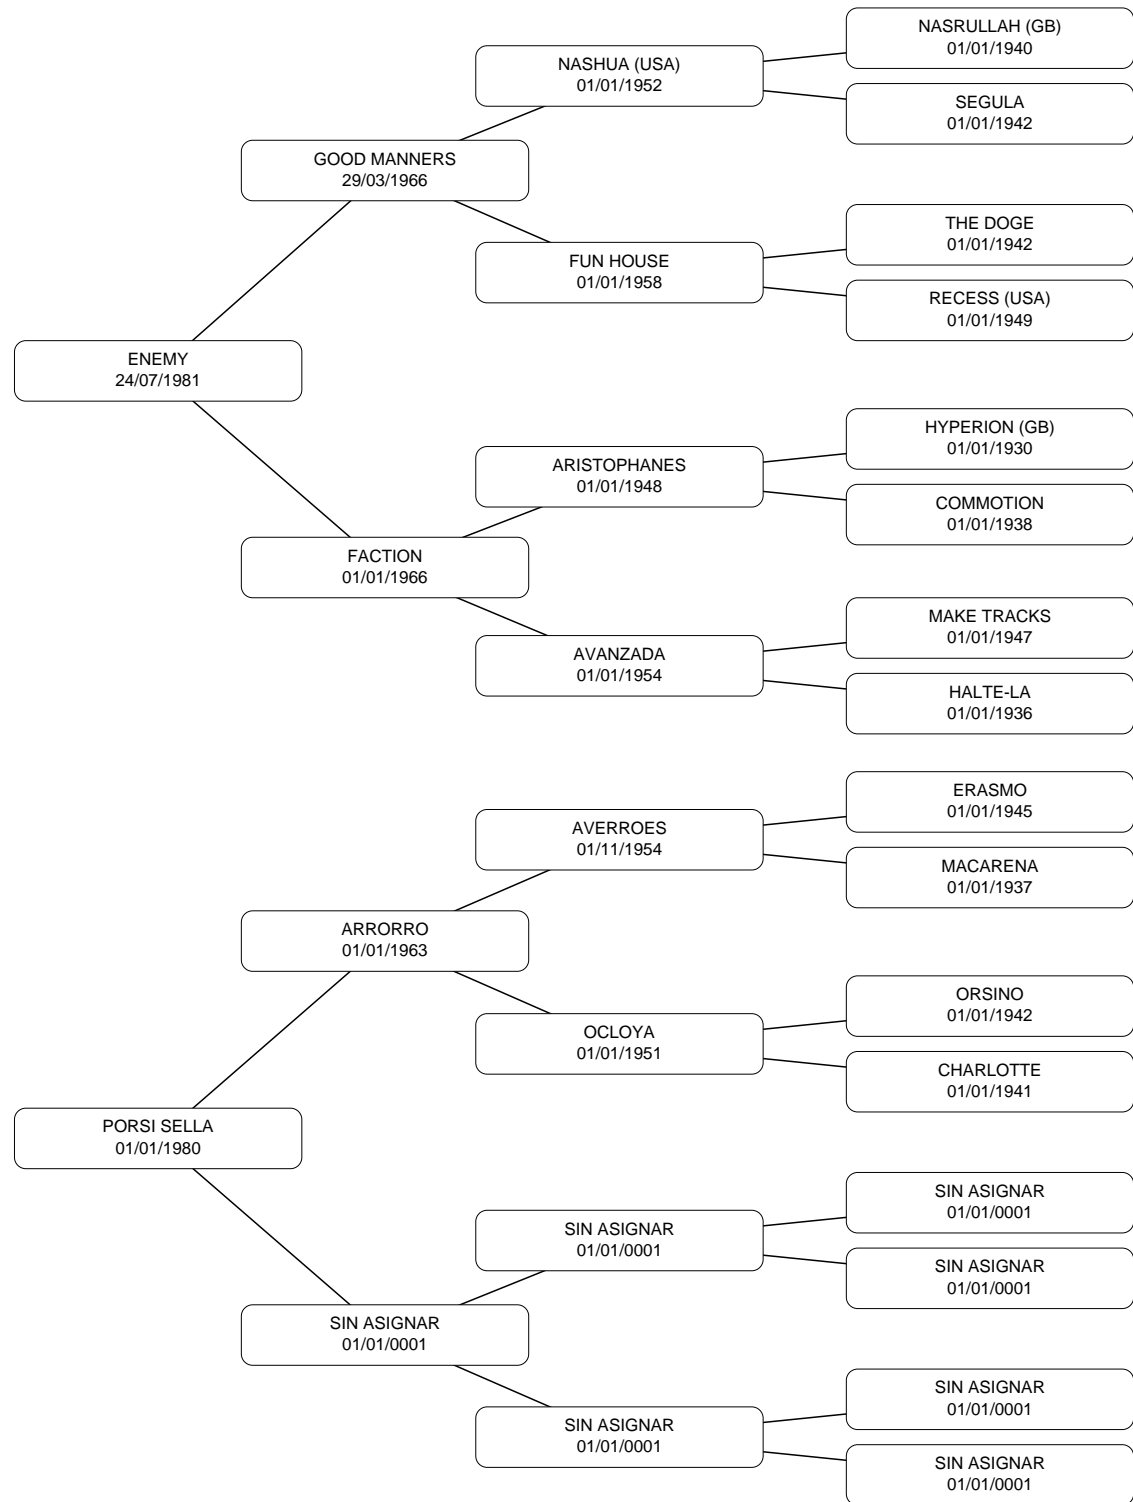 NASRULLAH (GB)
01/01/1940
NASHUA (USA)
01/01/1952
SEGULA
01/01/1942
GOOD MANNERS
29/03/1966
THE DOGE
01/01/1942
FUN HOUSE
01/01/1958
RECESS (USA)
01/01/1949
ENEMY
24/07/1981
HYPERION (GB)
01/01/1930
ARISTOPHANES
01/01/1948
COMMOTION
01/01/1938
FACTION
01/01/1966
MAKE TRACKS
01/01/1947
AVANZADA
01/01/1954
HALTE-LA
01/01/1936
ERASMO
01/01/1945
AVERROES
01/11/1954
MACARENA
01/01/1937
ARRORRO
01/01/1963
ORSINO
01/01/1942
OCLOYA
01/01/1951
CHARLOTTE
01/01/1941
PORSI SELLA
01/01/1980
SIN ASIGNAR
01/01/0001
SIN ASIGNAR
01/01/0001
SIN ASIGNAR
01/01/0001
SIN ASIGNAR
01/01/0001
SIN ASIGNAR
01/01/0001
SIN ASIGNAR
01/01/0001
SIN ASIGNAR
01/01/0001